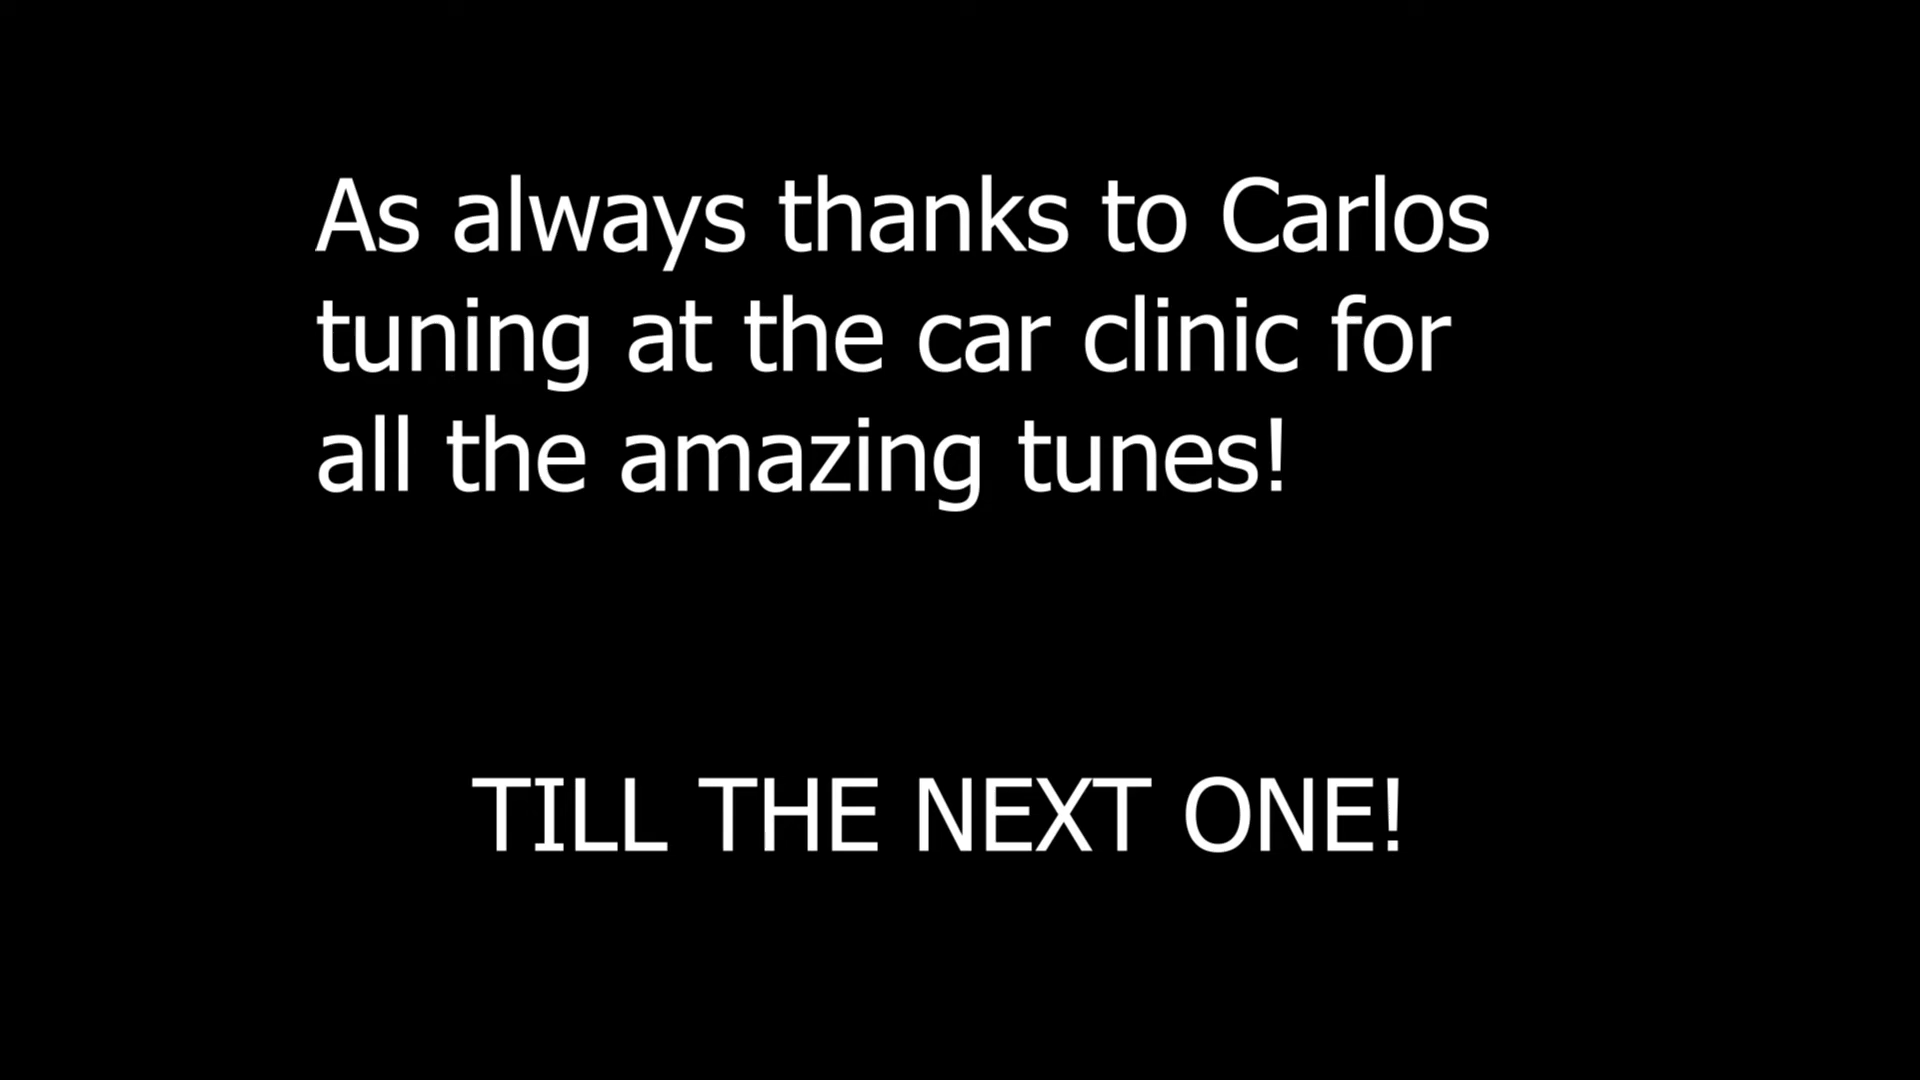 As always thanks to Carlos
tuning at the car clinic for
all the amazing tunes!
TILL THE NEXT ONE!